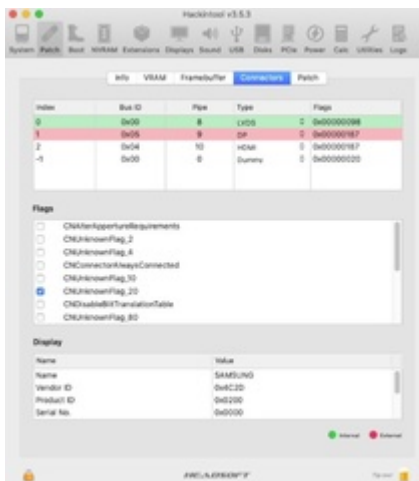 Hackintool v3.5.3
System Patch Boot NVRAM Extensions Displays Sound USB Disks PCIe Power Calc Utilities Logs
Info VRAM Framebuffer Connectors Patch
Index Bus ID Pipe Type Flags
0 0x00 8 LVDS 0x00000098
1 0x05 9 DP 0x00000187
2 0x04 10 HDMI 0x00000187
-1 0x00 0 Dummy 0x00000020
Flags
CNAlterAppertureRequirements
CNUnknownFlag_2
CNUnknownFlag_4
CNConnectorAlwaysConnected
CNUnknownFlag_10
CNUnknownFlag_20
CNDisableBlitTranslationTable
CNUnknownFlag_80
Display
Name Value
Name SAMSUNG
Vendor ID 0x4C2D
Product ID 0x0200
Serial No. 0x0000
Internal External
HEADSOFT